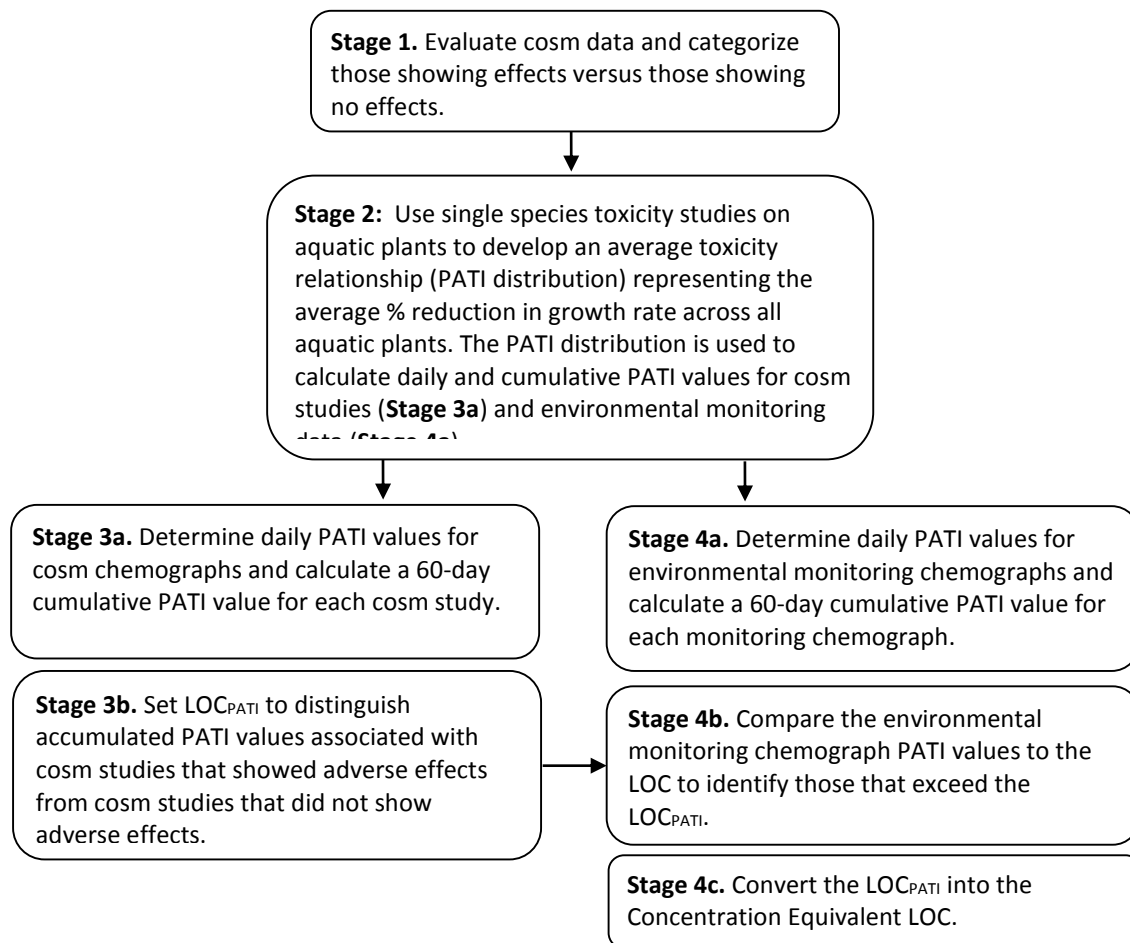 Stage 1. Evaluate cosm data and categorize
those showing effects versus those showing
no effects.
Stage 2: Use single species toxicity studies on
aquatic plants to develop an average toxicity
relationship (PATI distribution) representing the
average % reduction in growth rate across all
aquatic plants. The PATI distribution is used to
calculate daily and cumulative PATI values for cosm
studies (Stage 3a) and environmental monitoring
data (Stage 4a)
Stage 3a. Determine daily PATI values for
cosm chemographs and calculate a 60-day
cumulative PATI value for each cosm study.
Stage 4a. Determine daily PATI values for
environmental monitoring chemographs and
calculate a 60-day cumulative PATI value for
each monitoring chemograph.
Stage 3b. Set LOCPATI to distinguish
accumulated PATI values associated with
cosm studies that showed adverse effects
from cosm studies that did not show
adverse effects.
Stage 4b. Compare the environmental
monitoring chemograph PATI values to the
LOC to identify those that exceed the
LOCPATI.
Stage 4c. Convert the LOCPATI into the
Concentration Equivalent LOC.